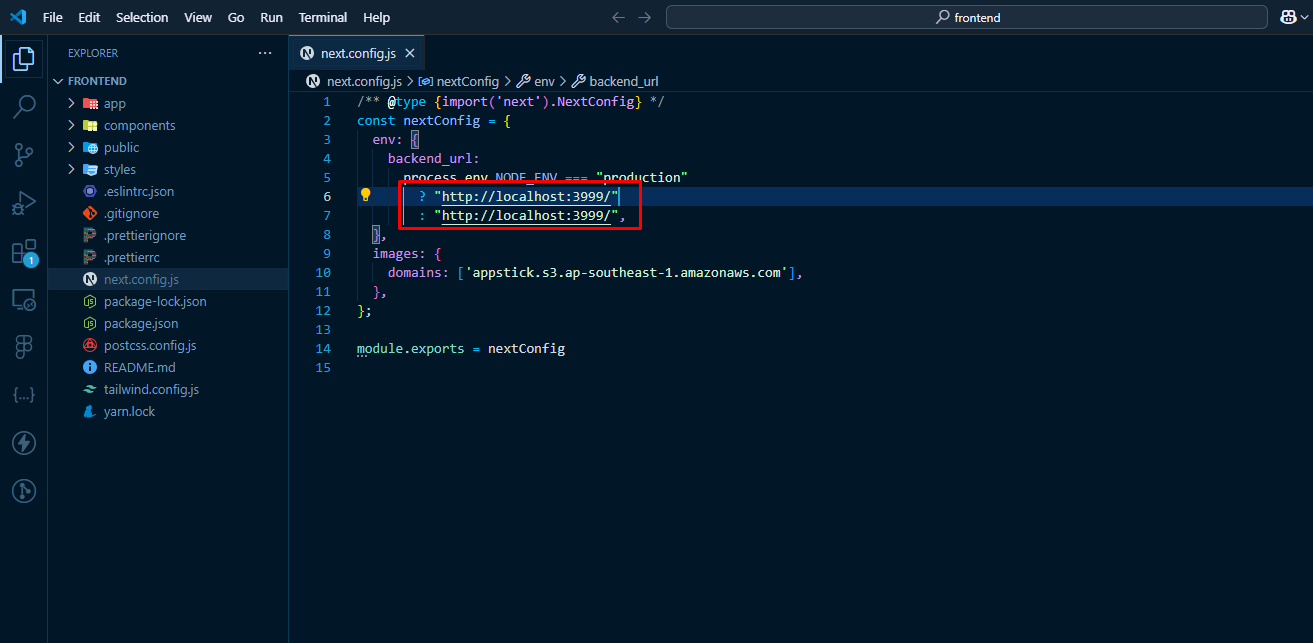 File Edit Selection View Go Run Terminal Help
frontend
EXPLORER
next.config.js
FRONTEND
next.config.js > nextConfig > env > backend_url
app
components
public
styles
.eslintrc.json
.gitignore
.prettierignore
.prettierrc
next.config.js
package-lock.json
package.json
postcss.config.js
README.md
tailwind.config.js
yarn.lock
1
1 /** @type {import('next').NextConfig} */
2 const nextConfig = {
3 env: {
4 backend_url:
5 process.env.NODE_ENV === "production"
6 ? "http://localhost:3999/"
7 : "http://localhost:3999/",
8 },
9 images: {
10 domains: ['appstick.s3.ap-southeast-1.amazonaws.com'],
11 },
12 };
13
14 module.exports = nextConfig
15